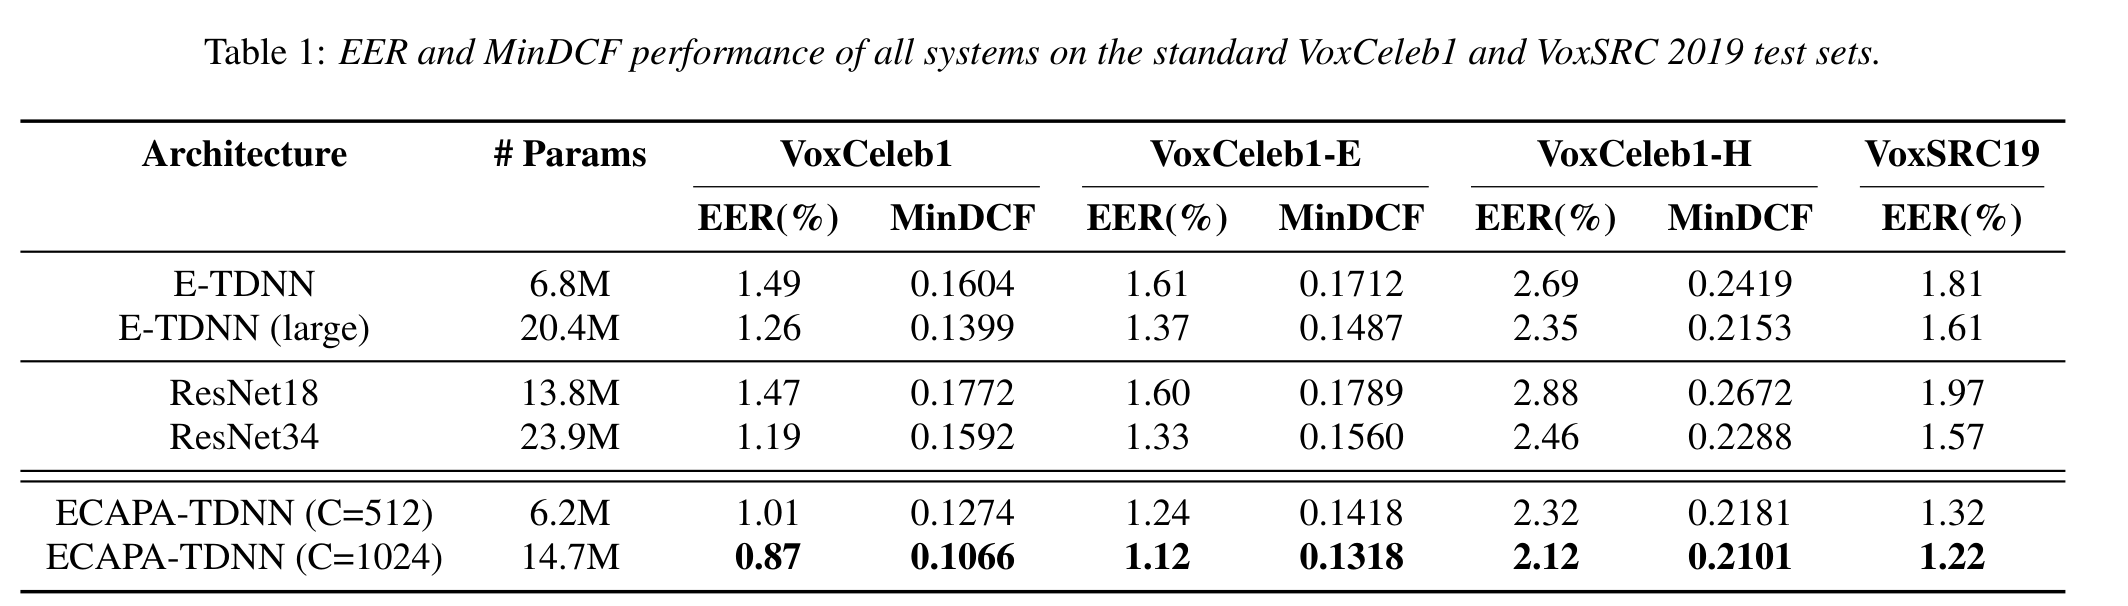 Table 1: EER and MinDCF performance of all systems on the standard VoxCeleb1 and VoxSRC 2019 test sets.
Architecture # Params VoxCeleb1 VoxCeleb1-E VoxCeleb1-H VoxSRC19
EER(%) MinDCF EER(%) MinDCF EER(%) MinDCF EER(%)
E-TDNN 6.8M 1.49 0.1604 1.61 0.1712 2.69 0.2419 1.81
E-TDNN (large) 20.4M 1.26 0.1399 1.37 0.1487 2.35 0.2153 1.61
ResNet18 13.8M 1.47 0.1772 1.60 0.1789 2.88 0.2672 1.97
ResNet34 23.9M 1.19 0.1592 1.33 0.1560 2.46 0.2288 1.57
ECAPA-TDNN (C=512) 6.2M 1.01 0.1274 1.24 0.1418 2.32 0.2181 1.32
ECAPA-TDNN (C=1024) 14.7M 0.87 0.1066 1.12 0.1318 2.12 0.2101 1.22